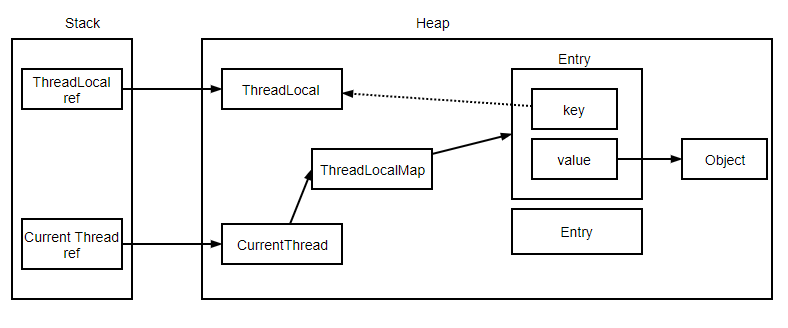 Stack
Heap
ThreadLocal
ref
ThreadLocal
Entry
key
value
Object
ThreadLocalMap
Current Thread
ref
CurrentThread
Entry